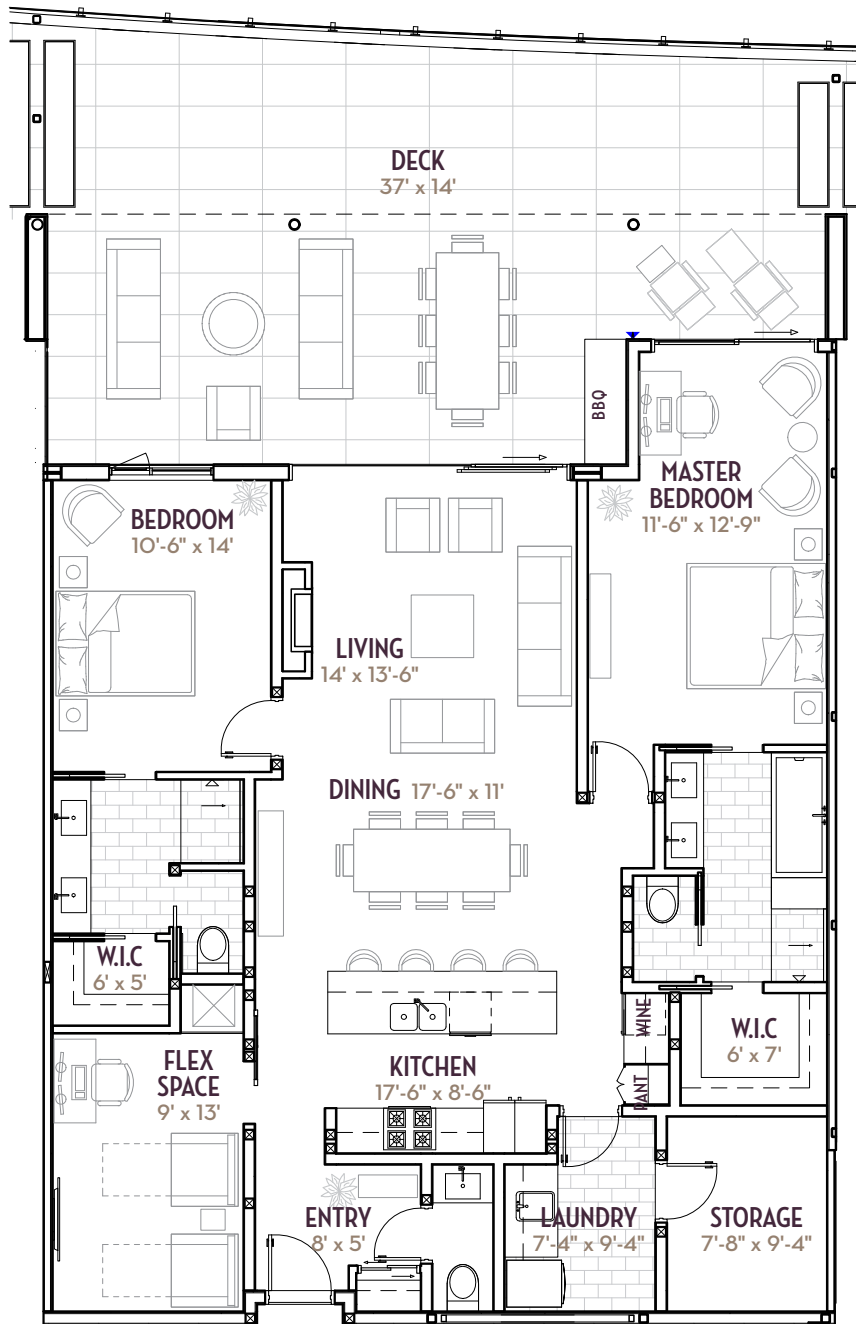 DECK
37' x 14'
BBQ
MASTER
BEDROOM
11'-6" x 12'-9"
BEDROOM
10'-6" x 14'
LIVING
14' x 13'-6"
DINING 17'-6" x 11'
W.I.C
6' x 5'
WINE
W.I.C
6' x 7'
FLEX
SPACE
9' x 13'
KITCHEN
17'-6" x 8'-6"
PANT
ENTRY
8' x 5'
LAUNDRY
7'-4" x 9'-4"
STORAGE
7'-8" x 9'-4"